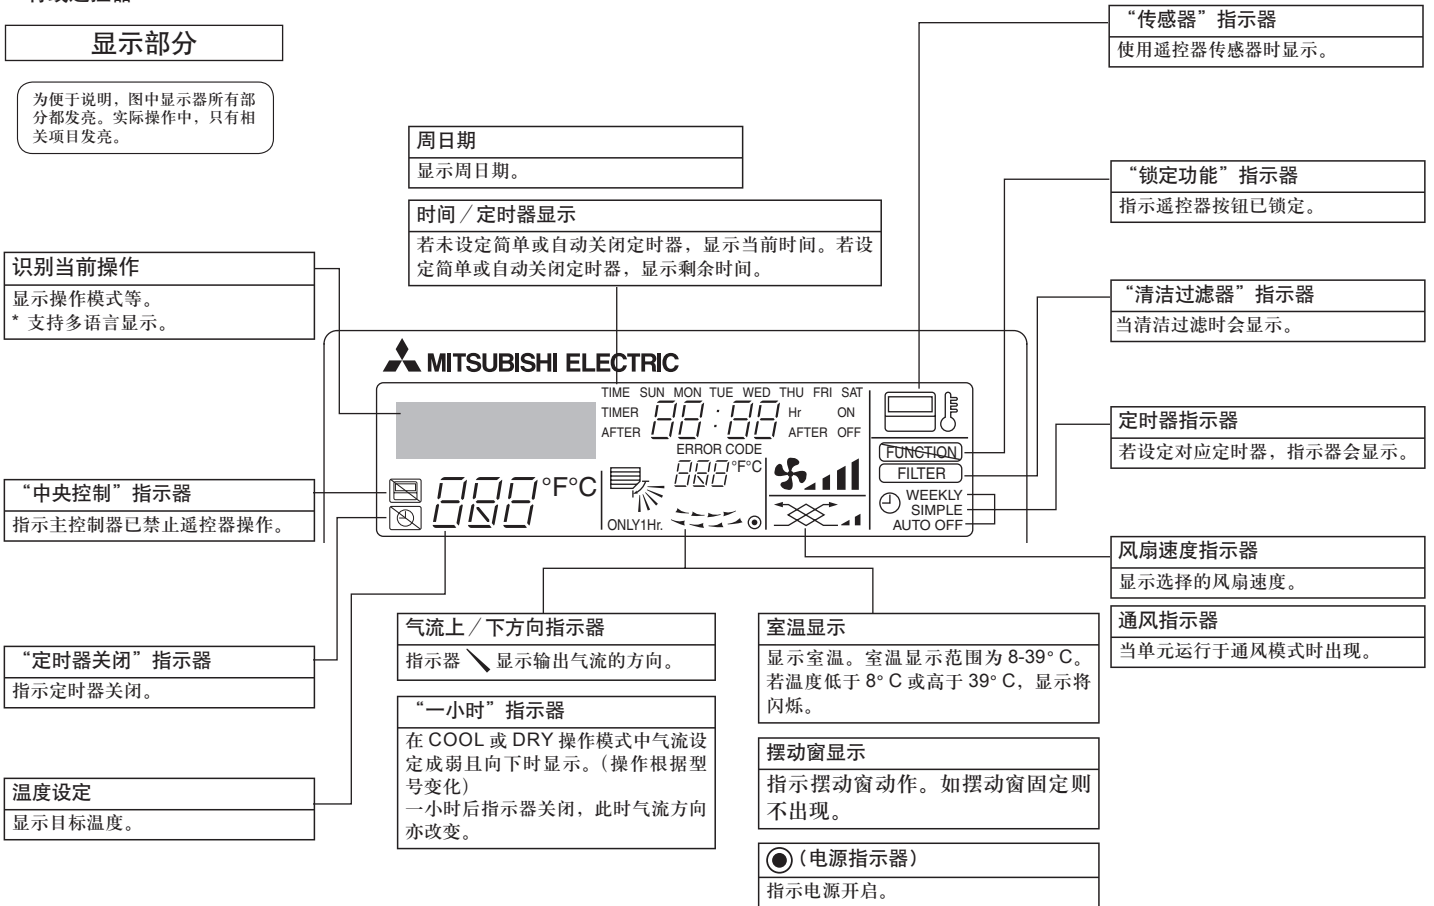 显示部分
为便于说明，图中显示器所有部
分都发亮。实际操作中，只有相
关项目发亮。
周日期
显示周日期。
时间／定时器显示
若未设定简单或自动关闭定时器，显示当前时间。若设
定简单或自动关闭定时器，显示剩余时间。
识别当前操作
显示操作模式等。
* 支持多语言显示。
“中央控制”指示器
指示主控制器已禁止遥控器操作。
“定时器关闭”指示器
指示定时器关闭。
温度设定
显示目标温度。
MITSUBISHI ELECTRIC
TIME SUN MON TUE WED THU FRI SAT
TIMER 88:88 Hr ON
AFTER AFTER OFF
ERROR CODE
°F°C
°F°C
ONLY1Hr.
FUNCTION
FILTER
WEEKLY
SIMPLE
AUTO OFF
“传感器”指示器
使用遥控器传感器时显示。
“锁定功能”指示器
指示遥控器按钮已锁定。
“清洁过滤器”指示器
当清洁过滤时会显示。
定时器指示器
若设定对应定时器，指示器会显示。
风扇速度指示器
显示选择的风扇速度。
通风指示器
当单元运行于通风模式时出现。
气流上／下方向指示器
指示器 显示输出气流的方向。
“一小时”指示器
在 COOL 或 DRY 操作模式中气流设
定成弱且向下时显示。（操作根据型
号变化）
一小时后指示器关闭，此时气流方向
亦改变。
室温显示
显示室温。室温显示范围为 8-39° C。
若温度低于 8° C 或高于 39° C，显示将
闪烁。
摆动窗显示
指示摆动窗动作。如摆动窗固定则
不出现。
（电源指示器）
指示电源开启。